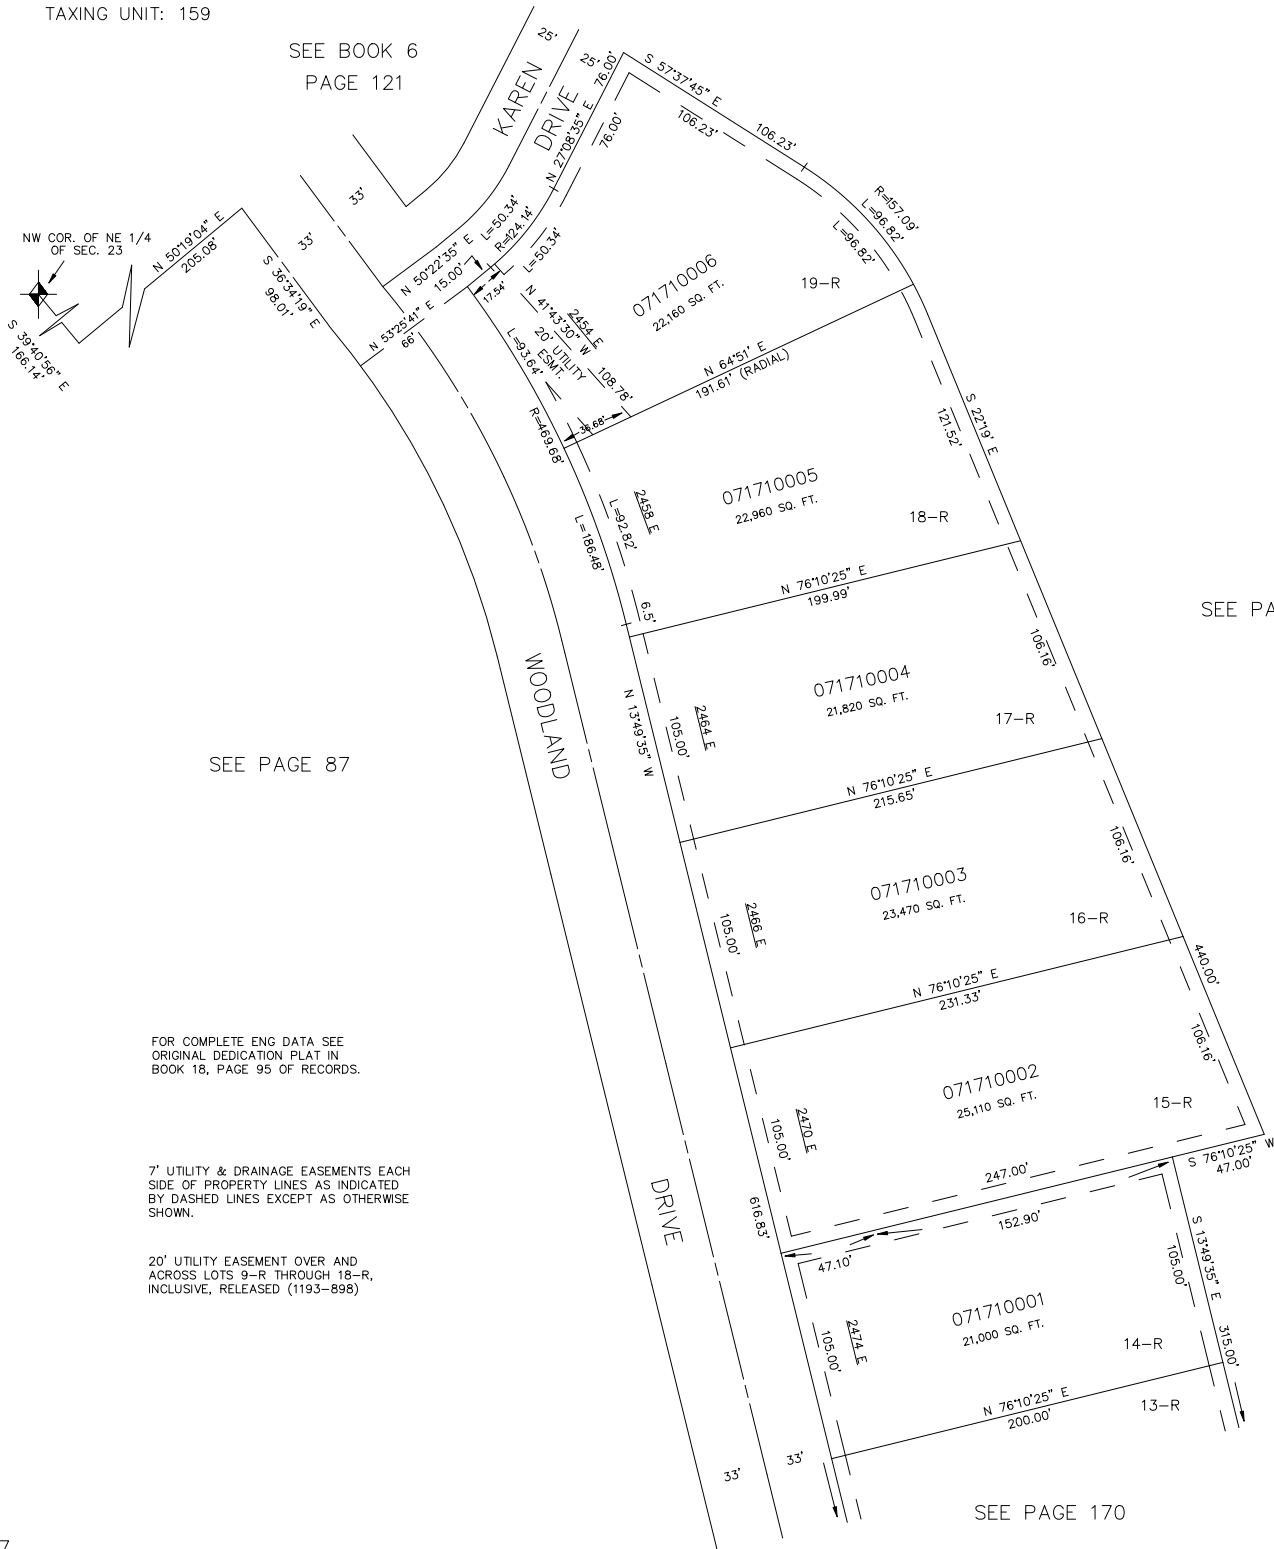 TAXING UNIT: 159
SEE BOOK 6
PAGE 121
25'
25'
KAREN
DRIVE
N 27°08'35" E
76.00'
76.00'
S 57°37'45" E
106.23'
106.23'
R=157.09'
L=96.82'
L=96.82'
33'
33'
NW COR. OF NE 1/4
OF SEC. 23
N 50°19'04" E
205.08'
S 36°34'19" E
98.01'
S 39°40'56" E
166.14'
N 50°22'35" E
15.00'
L=50.34'
R=124.14'
L=50.34'
N 53°25'41" E
66'
17.54'
N 41°43'30" W
108.78'
2454 E
20' UTILITY
ESMT.
L=93.64'
R=469.68'
36.68'
071710006
22,160 SQ. FT.
19-R
N 64°51' E
191.61' (RADIAL)
S 22°19' E
121.52'
071710005
22,960 SQ. FT.
18-R
2458 E
L=92.82'
L=186.48'
6.5'
N 76°10'25" E
199.99'
SEE PA
106.16'
WOODLAND
N 13°49'35" W
071710004
21,820 SQ. FT.
17-R
2464 E
105.00'
N 76°10'25" E
215.65'
SEE PAGE 87
106.16'
071710003
23,470 SQ. FT.
16-R
2466 E
105.00'
N 76°10'25" E
231.33'
440.00'
FOR COMPLETE ENG DATA SEE
ORIGINAL DEDICATION PLAT IN
BOOK 18, PAGE 95 OF RECORDS.
106.16'
071710002
25,110 SQ. FT.
15-R
2470 E
105.00'
247.00'
S 76°10'25" W
47.00'
7' UTILITY & DRAINAGE EASEMENTS EACH
SIDE OF PROPERTY LINES AS INDICATED
BY DASHED LINES EXCEPT AS OTHERWISE
SHOWN.
DRIVE
616.83'
152.90'
47.10'
S 13°49'35" E
105.00'
315.00'
20' UTILITY EASEMENT OVER AND
ACROSS LOTS 9-R THROUGH 18-R,
INCLUSIVE, RELEASED (1193-898)
071710001
21,000 SQ. FT.
14-R
2474 E
105.00'
N 76°10'25" E
200.00'
13-R
33'
33'
SEE PAGE 170
7